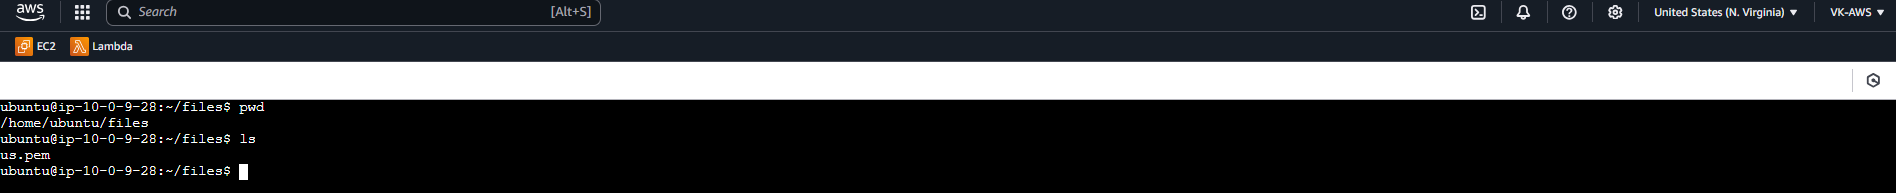 aws
Search [Alt+S] United States (N. Virginia) VK-AWS
EC2 Lambda
ubuntu@ip-10-0-9-28:~/files$ pwd
/home/ubuntu/files
ubuntu@ip-10-0-9-28:~/files$ ls
us.pem
ubuntu@ip-10-0-9-28:~/files$